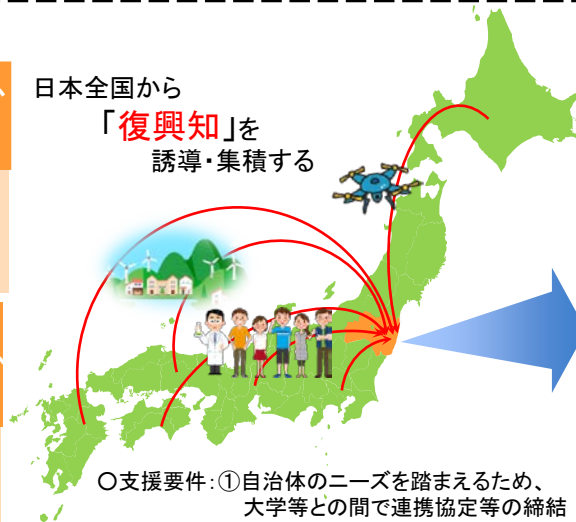 日本全国から
「復興知」を
誘導・集積する
○支援要件:①自治体のニーズを踏まえるため、
大学等との間で連携協定等の締結